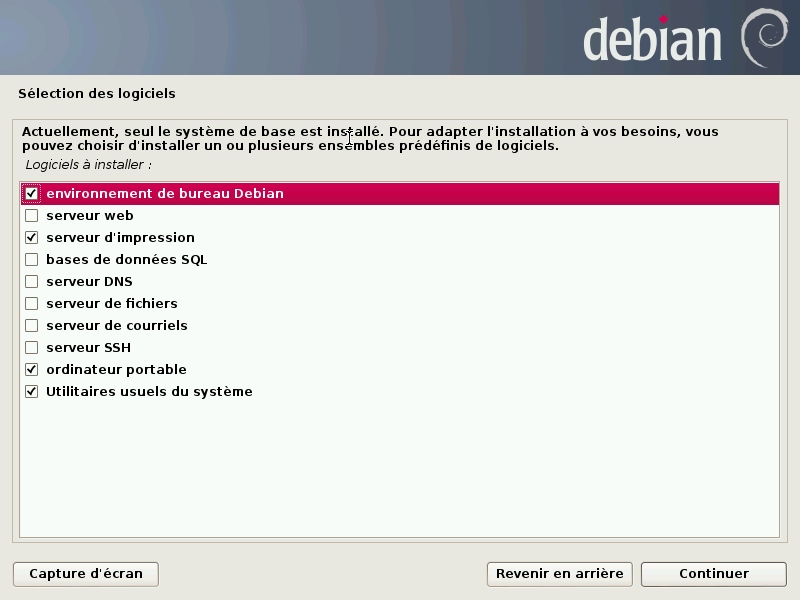 debian
Sélection des logiciels
Actuellement, seul le système de base est installé. Pour adapter l'installation à vos besoins, vous
pouvez choisir d'installer un ou plusieurs ensembles prédéfinis de logiciels.
Logiciels à installer :
environnement de bureau Debian
serveur web
serveur d'impression
bases de données SQL
serveur DNS
serveur de fichiers
serveur de courriels
serveur SSH
ordinateur portable
Utilitaires usuels du système
Capture d'écran
Revenir en arrière
Continuer